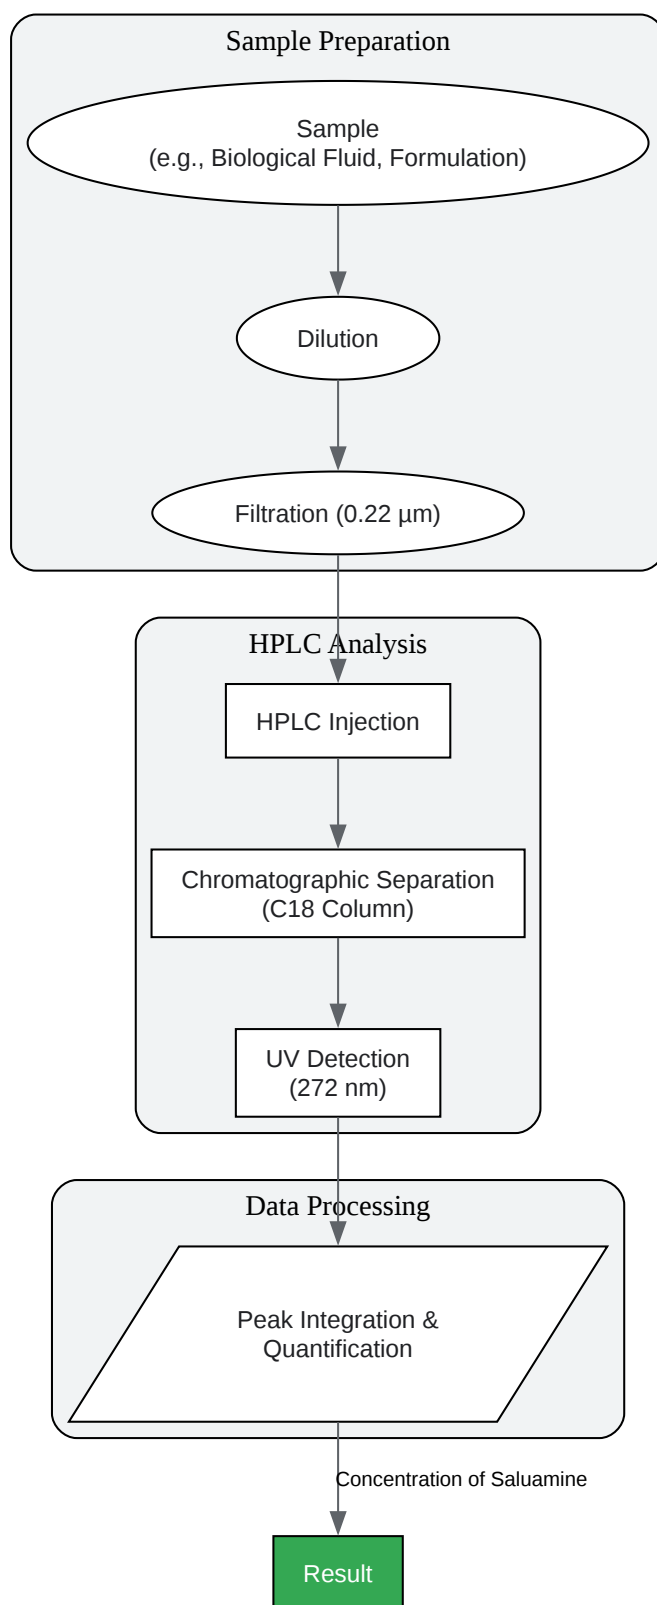 Sample Preparation
Sample
(e.g., Biological Fluid, Formulation)
Dilution
Filtration (0.22 µm)
HPLC Analysis
HPLC Injection
Chromatographic Separation
(C18 Column)
UV Detection
(272 nm)
Data Processing
Peak Integration &
Quantification
Concentration of Saluamine
Result